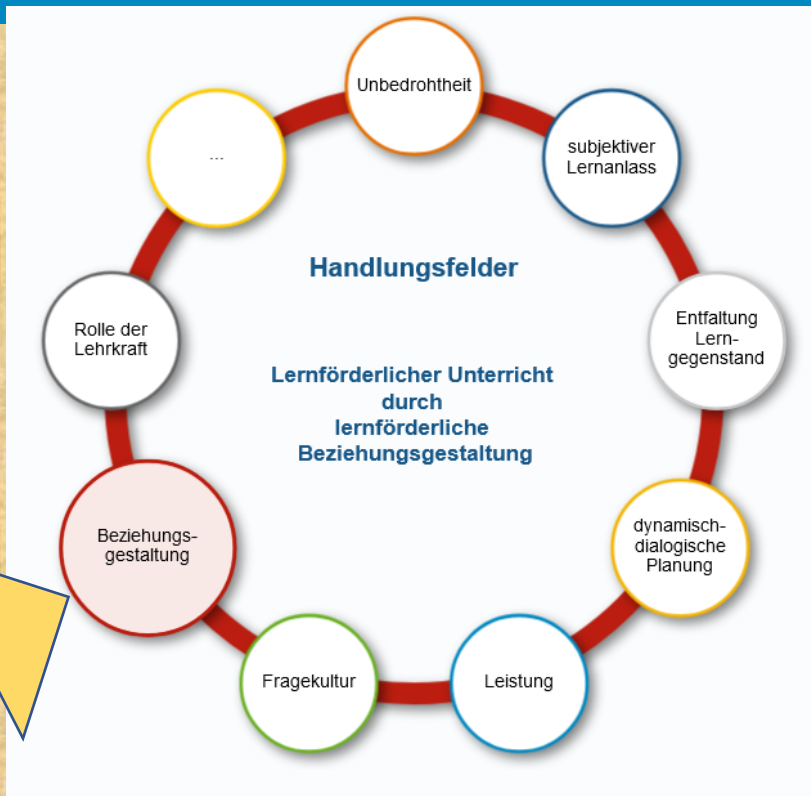 Unbedrohtheit
subjektiver
Lernanlass
Entfaltung
Lern-
gegenstand
dynamisch-
dialogische
Planung
Leistung
Fragekultur
Beziehungs-
gestaltung
Rolle der
Lehrkraft
...
Handlungsfelder
Lernförderlicher Unterricht
durch
lernförderliche
Beziehungsgestaltung